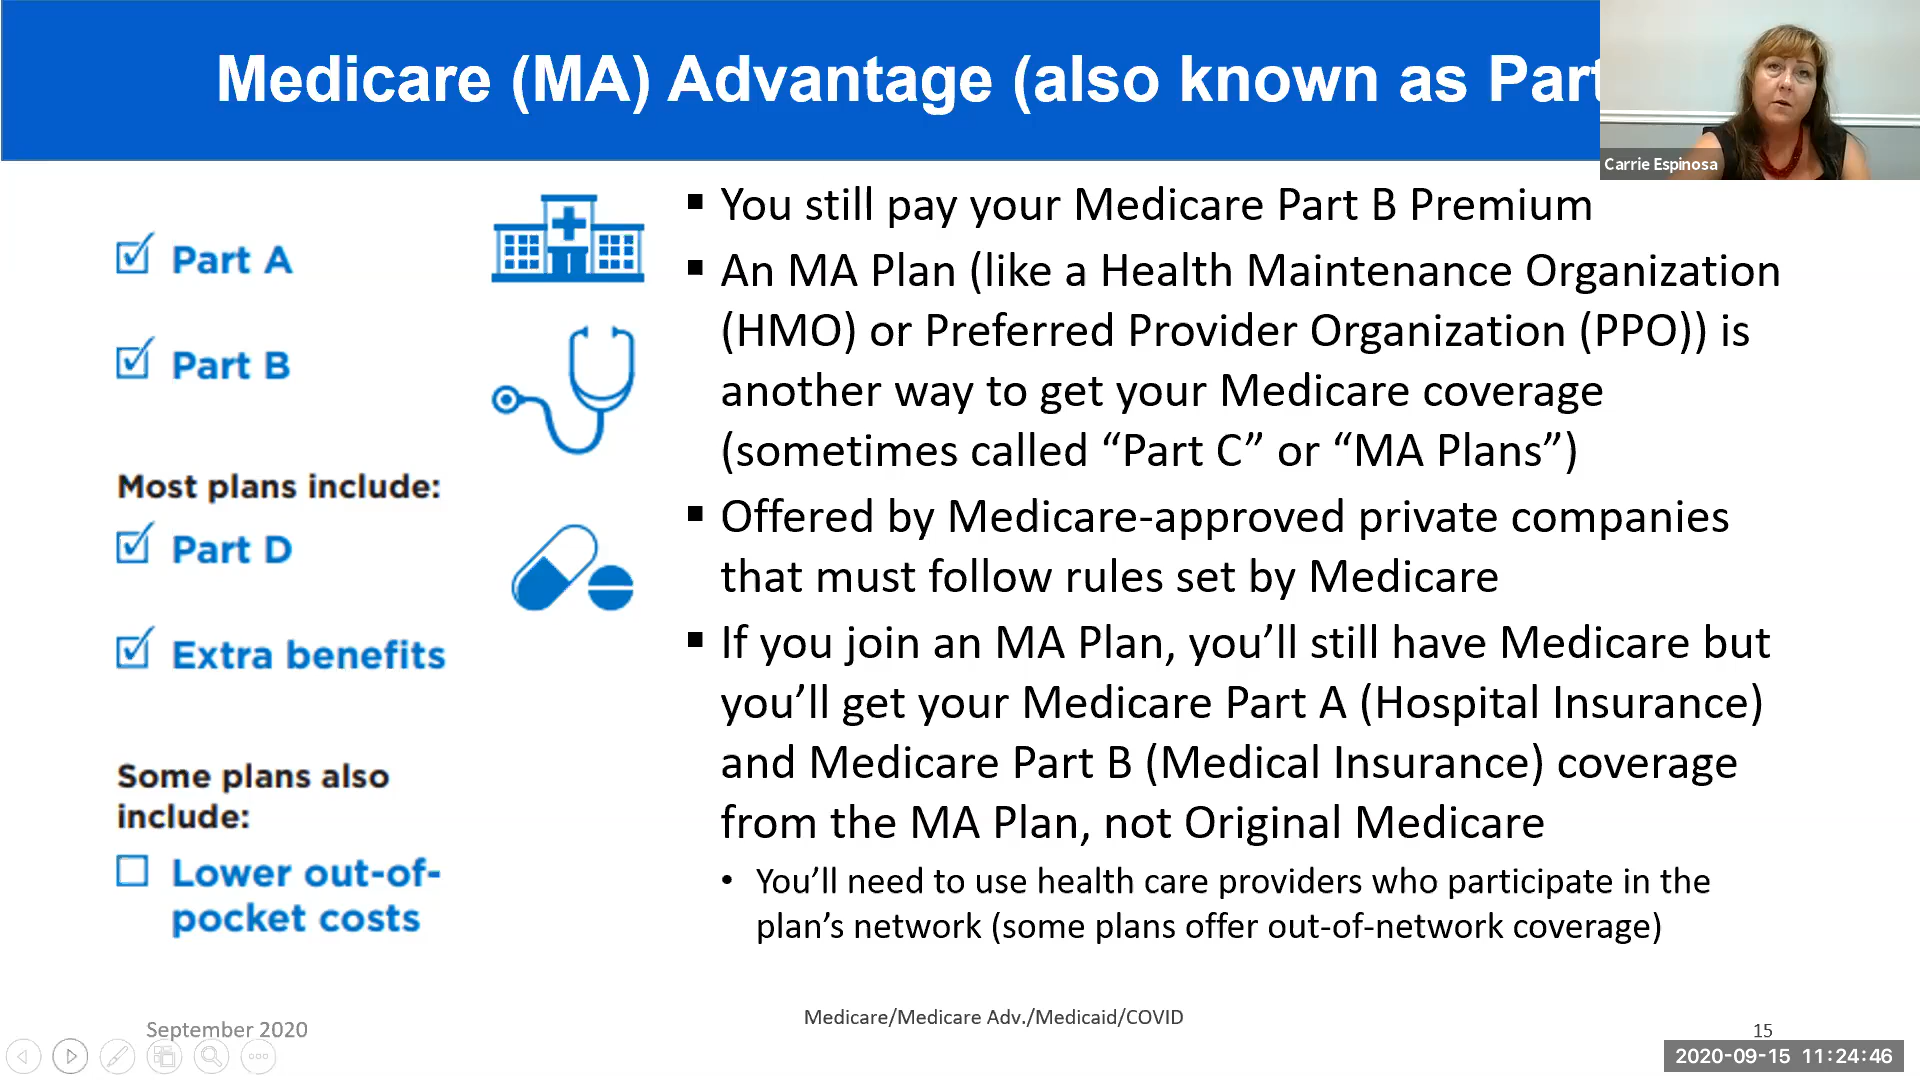 Medicare (MA) Advantage (also known as Part
Carrie Espinosa
Part A
Part B
Most plans include:
Part D
Extra benefits
Some plans also
include:
Lower out-of-
pocket costs
▪ You still pay your Medicare Part B Premium
▪ An MA Plan (like a Health Maintenance Organization
(HMO) or Preferred Provider Organization (PPO)) is
another way to get your Medicare coverage
(sometimes called “Part C” or “MA Plans”)
▪ Offered by Medicare-approved private companies
that must follow rules set by Medicare
▪ If you join an MA Plan, you’ll still have Medicare but
you’ll get your Medicare Part A (Hospital Insurance)
and Medicare Part B (Medical Insurance) coverage
from the MA Plan, not Original Medicare
• You’ll need to use health care providers who participate in the
plan’s network (some plans offer out-of-network coverage)
September 2020
Medicare/Medicare Adv./Medicaid/COVID
15
2020-09-15 11:24:46